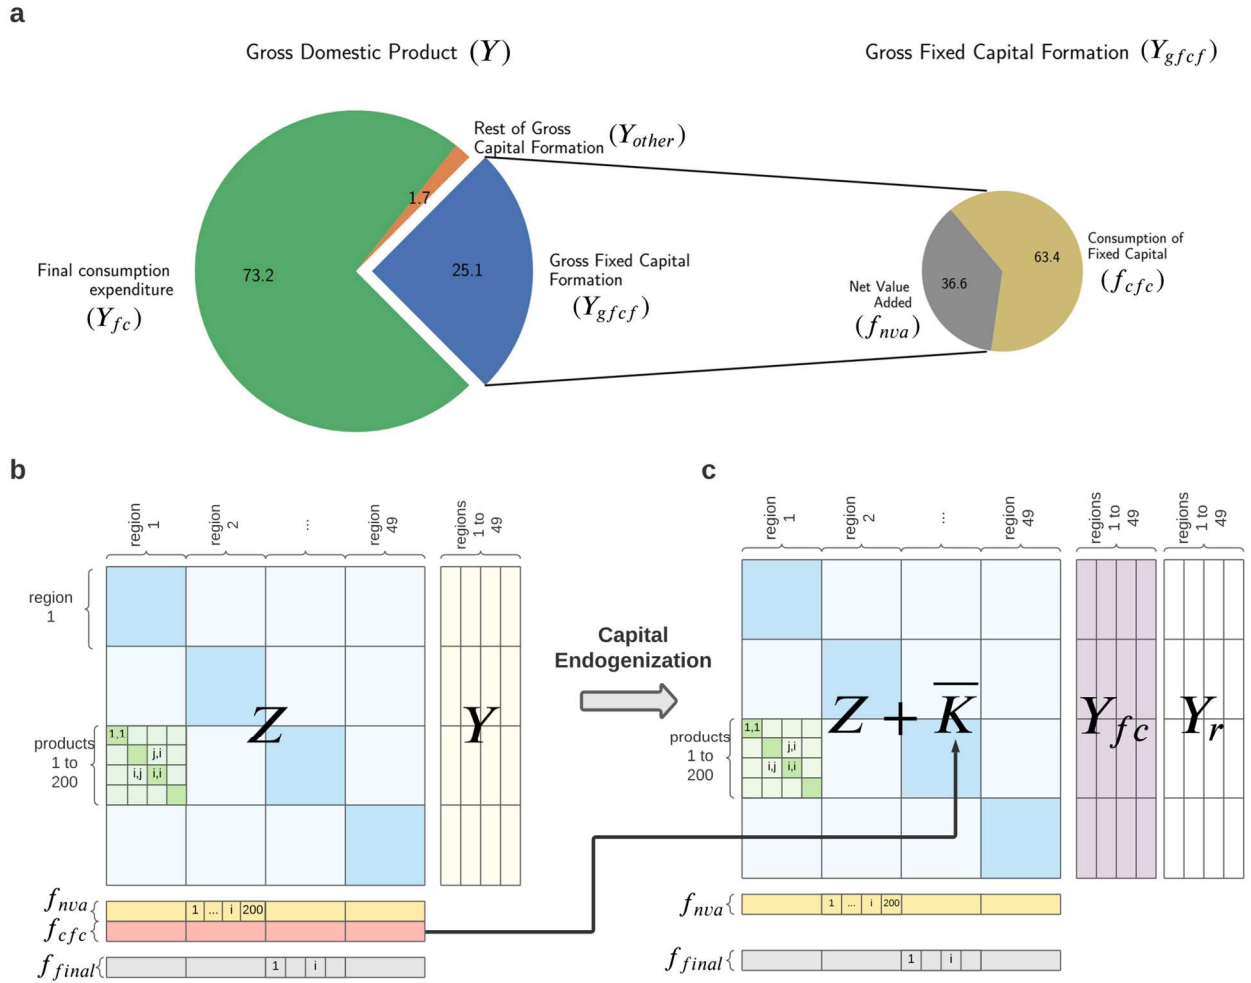 a
Gross Domestic Product (Y)
Gross Fixed Capital Formation (Y_gfcf)
Rest of Gross
Capital Formation (Y_other)
1.7
73.2
25.1
Final consumption
expenditure
(Y_fc)
Gross Fixed Capital
Formation
(Y_gfcf)
Consumption of
Fixed Capital
(f_cfc)
63.4
36.6
Net Value
Added
(f_nva)
b
region 1
region 2
...
region 49
regions 1 to 49
region
1
products
1 to
200
1,1
j,i
i,j
i,i
Z
Y
f_nva
1 ... i 200
f_cfc
f_final
1 i
Capital
Endogenization
c
region 1
region 2
...
region 49
regions 1 to 49
regions 1 to 49
products
1 to
200
1,1
j,i
i,j
i,i
Z + K̅
Y_fc
Y_r
f_nva
1 ... i 200
f_final
1 i